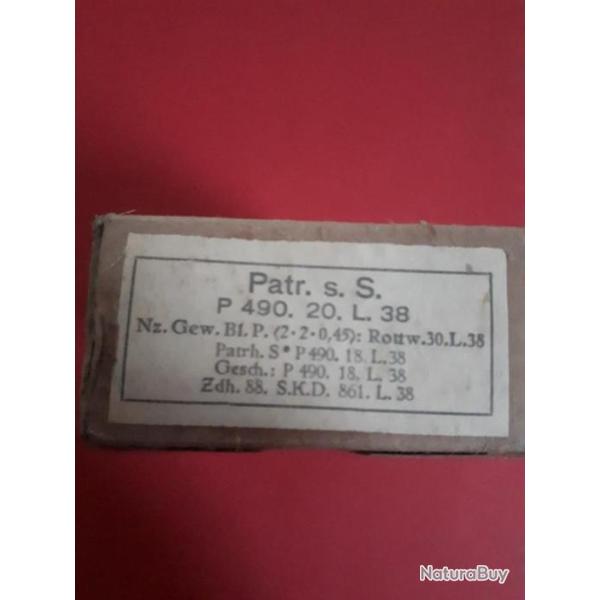 Patr. s. S.
P 490. 20. L. 38
Nz. Gew. Bl. P. (2·2·0,45): Rottw. 30. L. 38
Patrh. S* P 490. 18. L. 38
Gesch.: P 490. 18. L. 38
Zdh. 88. S.K.D. 861. L. 38
NaturaBuy